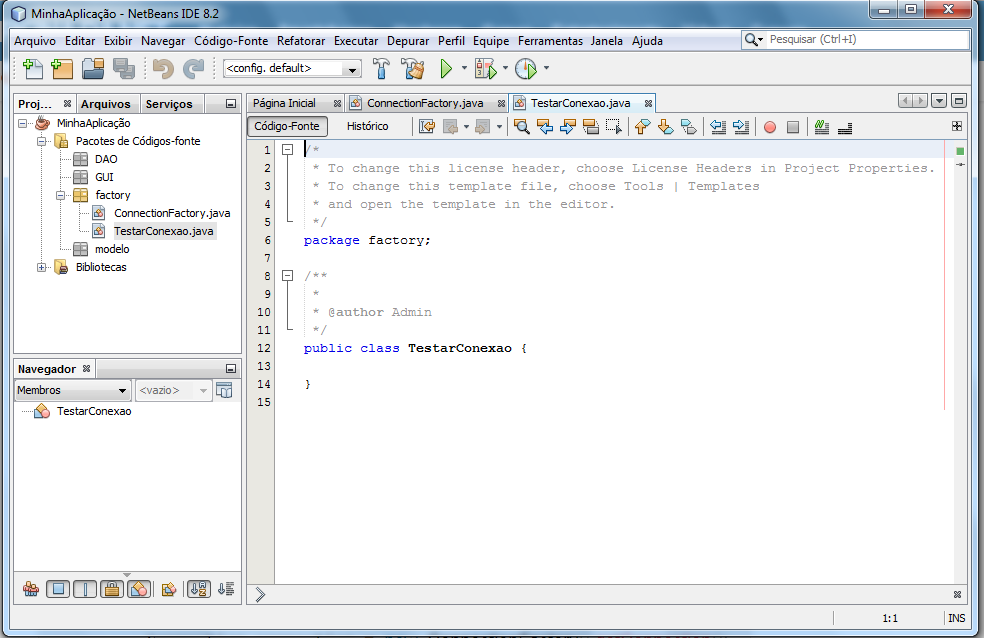 MinhaAplicação - NetBeans IDE 8.2
Arquivo Editar Exibir Navegar Código-Fonte Refatorar Executar Depurar Perfil Equipe Ferramentas Janela Ajuda
Pesquisar (Ctrl+I)
<config. default>
Proj... Arquivos Serviços
MinhaAplicação
Pacotes de Códigos-fonte
DAO
GUI
factory
ConnectionFactory.java
TestarConexao.java
modelo
Bibliotecas
Navegador
Membros <vazio>
TestarConexao
Página Inicial ConnectionFactory.java TestarConexao.java
Código-Fonte Histórico
1 /*
2 * To change this license header, choose License Headers in Project Properties.
3 * To change this template file, choose Tools | Templates
4 * and open the template in the editor.
5 */
6 package factory;
7
8 /**
9 *
10 * @author Admin
11 */
12 public class TestarConexao {
13
14 }
15
1:1 INS